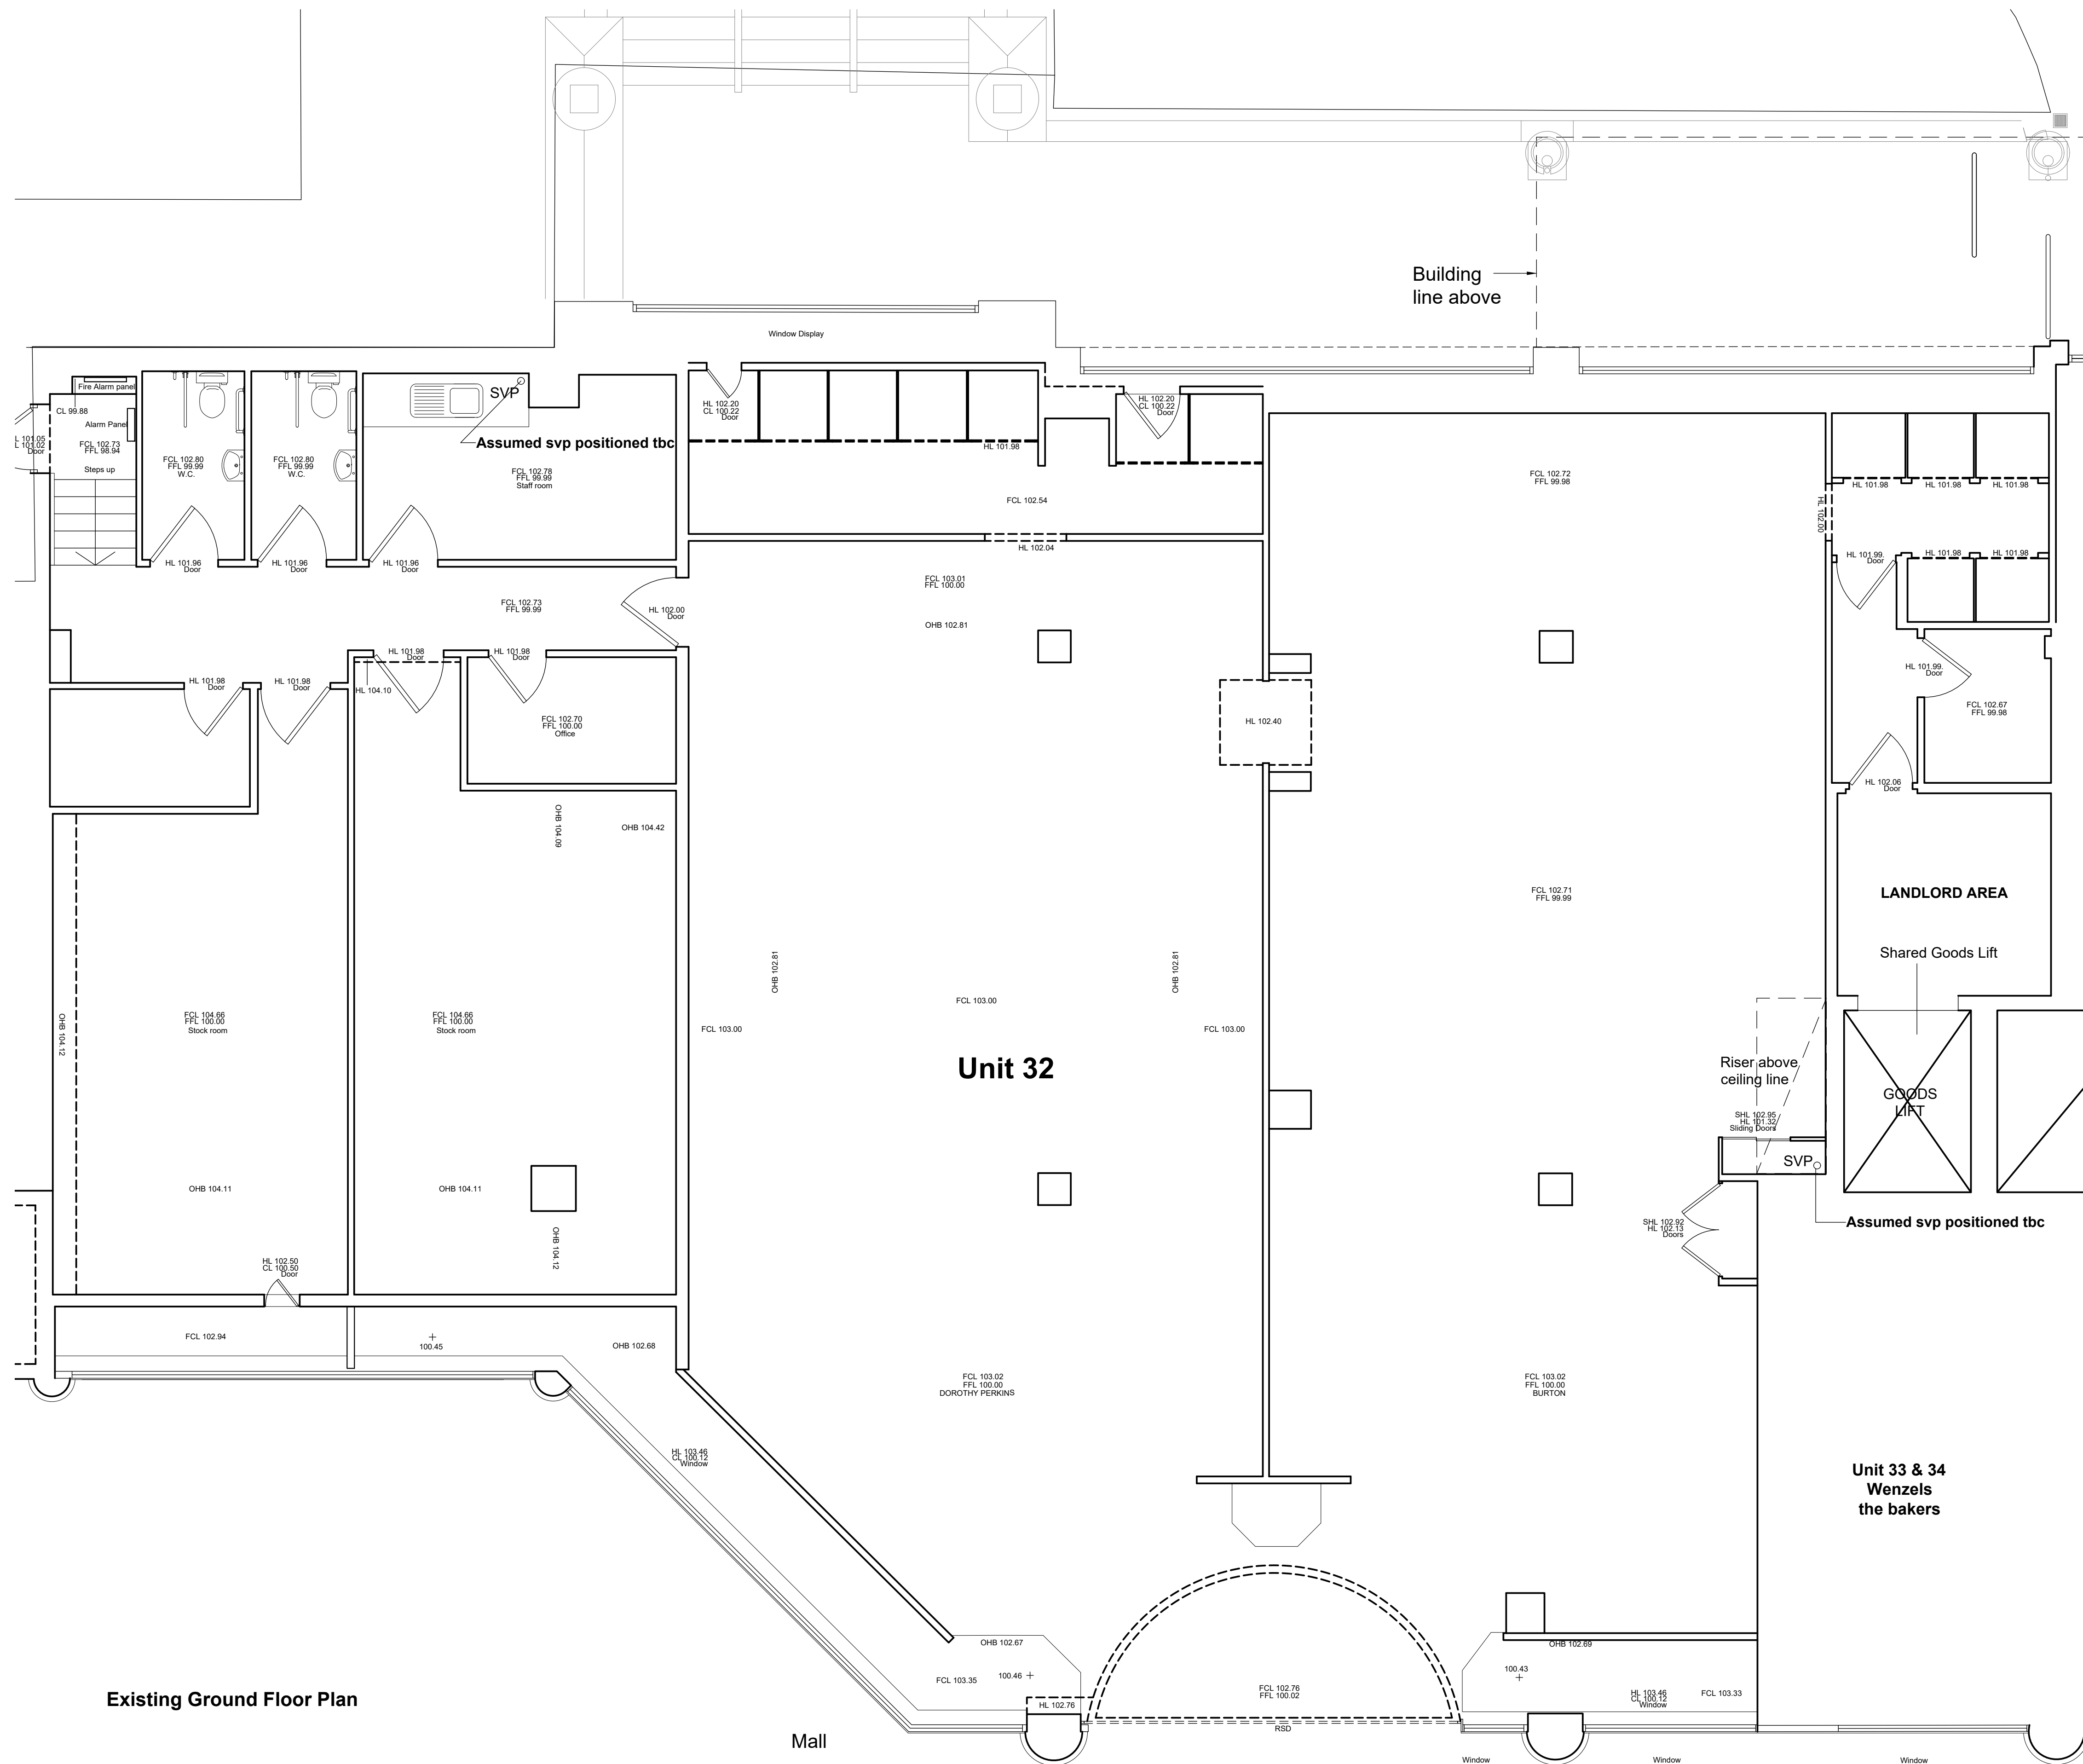 Building
line above
Window Display
Fire Alarm panel
CL 99.88
Alarm Panel
L 101.05
L 101.02
Door
FCL 102.73
FFL 98.94
Steps up
FCL 102.80
FFL 99.99
W.C.
FCL 102.80
FFL 99.99
W.C.
SVP
Assumed svp positioned tbc
FCL 102.78
FFL 99.99
Staff room
HL 102.20
CL 100.22
Door
HL 102.20
CL 100.22
Door
HL 101.98
FCL 102.54
FCL 102.72
FFL 99.98
HL 102.00
HL 101.98
HL 101.98
HL 101.98
HL 101.99.
Door
HL 101.98
HL 101.98
HL 101.96
Door
HL 101.96
Door
HL 101.96
Door
HL 102.04
FCL 103.01
FFL 100.00
OHB 102.81
FCL 102.73
FFL 99.99
HL 102.00
Door
HL 101.98
Door
HL 101.98
Door
HL 101.98
Door
HL 101.98
Door
HL 104.10
FCL 102.70
FFL 100.00
Office
HL 102.40
HL 101.99.
Door
FCL 102.67
FFL 99.98
HL 102.06
Door
OHB 104.09
OHB 104.42
FCL 102.71
FFL 99.99
LANDLORD AREA
Shared Goods Lift
OHB 102.81
OHB 102.81
FCL 103.00
FCL 103.00
FCL 103.00
OHB 104.12
FCL 104.66
FFL 100.00
Stock room
FCL 104.66
FFL 100.00
Stock room
Unit 32
Riser above
ceiling line
GOODS
LIFT
SHL 102.95
HL 101.32
Sliding Doors
SVP
Assumed svp positioned tbc
OHB 104.11
OHB 104.11
OHB 104.12
SHL 102.92
HL 102.13
Doors
HL 102.50
CL 100.50
Door
FCL 102.94
100.45
OHB 102.68
FCL 103.02
FFL 100.00
DOROTHY PERKINS
FCL 103.02
FFL 100.00
BURTON
HL 103.46
CL 100.12
Window
Unit 33 & 34
Wenzels
the bakers
OHB 102.67
OHB 102.69
FCL 103.35
100.46
100.43
HL 102.76
FCL 102.76
FFL 100.02
HL 103.46
CL 100.12
Window
FCL 103.33
Existing Ground Floor Plan
RSD
Mall
Window
Window
Window